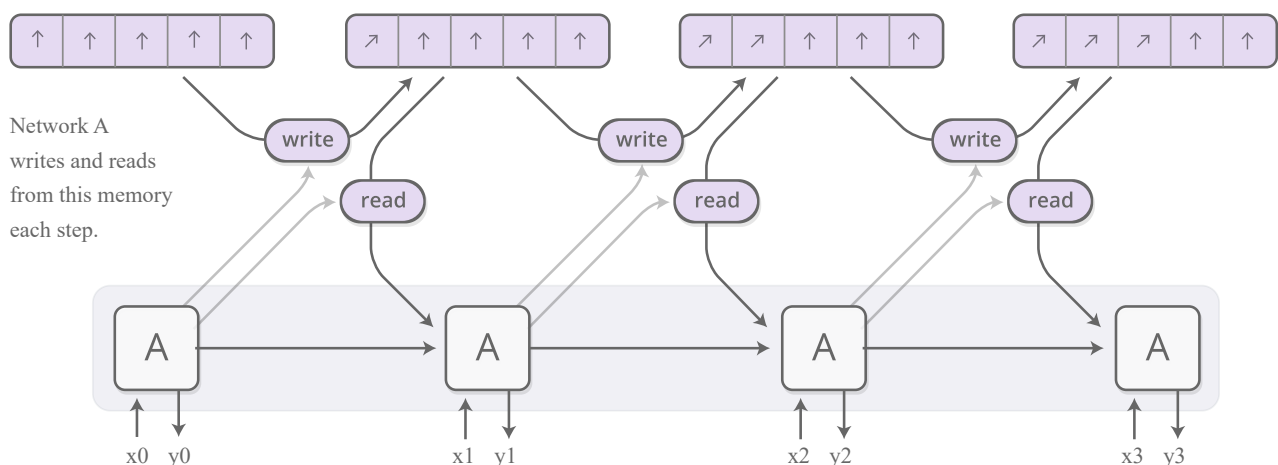 write
write
write
Network A
writes and reads
from this memory
each step.
read
read
read
A
A
A
A
x0 y0
x1 y1
x2 y2
x3 y3